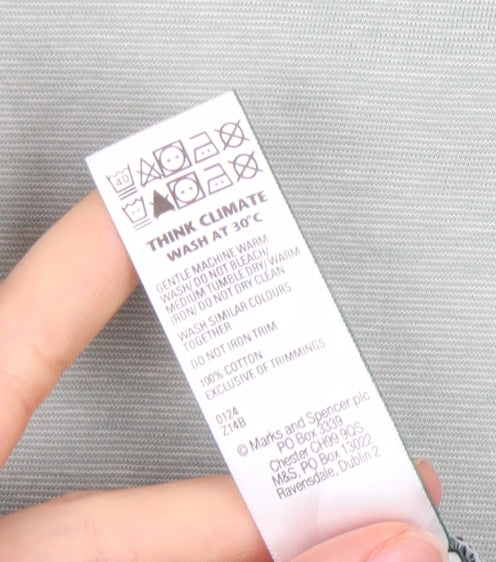 40
THINK CLIMATE
WASH AT 30°C
GENTLE MACHINE WARM
WASH/ DO NOT BLEACH/
MEDIUM TUMBLE DRY/ WARM
IRON/ DO NOT DRY CLEAN
WASH SIMILAR COLOURS
TOGETHER
DO NOT IRON TRIM
100% COTTON
EXCLUSIVE OF TRIMMINGS
0124
Z14B
© Marks and Spencer plc
PO Box 3339
Chester CH99 9QS
M&S, PO Box 13022
Ravensdale, Dublin 2